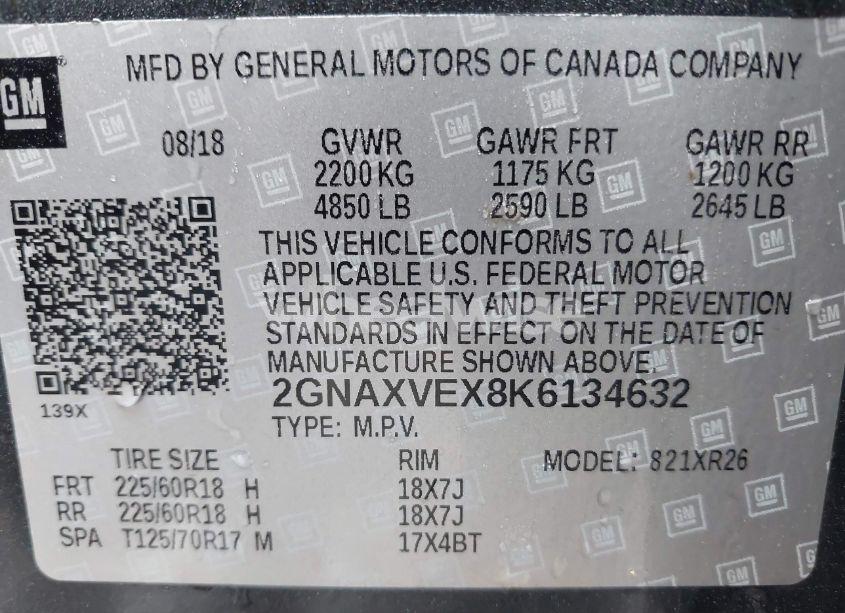 MFD BY GENERAL MOTORS OF CANADA COMPANY
GM
08/18 GVWR GAWR FRT GAWR RR
2200 KG 1175 KG 1200 KG
4850 LB 2590 LB 2645 LB
THIS VEHICLE CONFORMS TO ALL
APPLICABLE U.S. FEDERAL MOTOR
VEHICLE SAFETY AND THEFT PREVENTION
STANDARDS IN EFFECT ON THE DATE OF
MANUFACTURE SHOWN ABOVE.
2GNAXVEX8K6134632
139X
TYPE: M.P.V.
TIRE SIZE RIM MODEL: 821XR26
FRT 225/60R18 H 18X7J
RR 225/60R18 H 18X7J
SPA T125/70R17 M 17X4BT